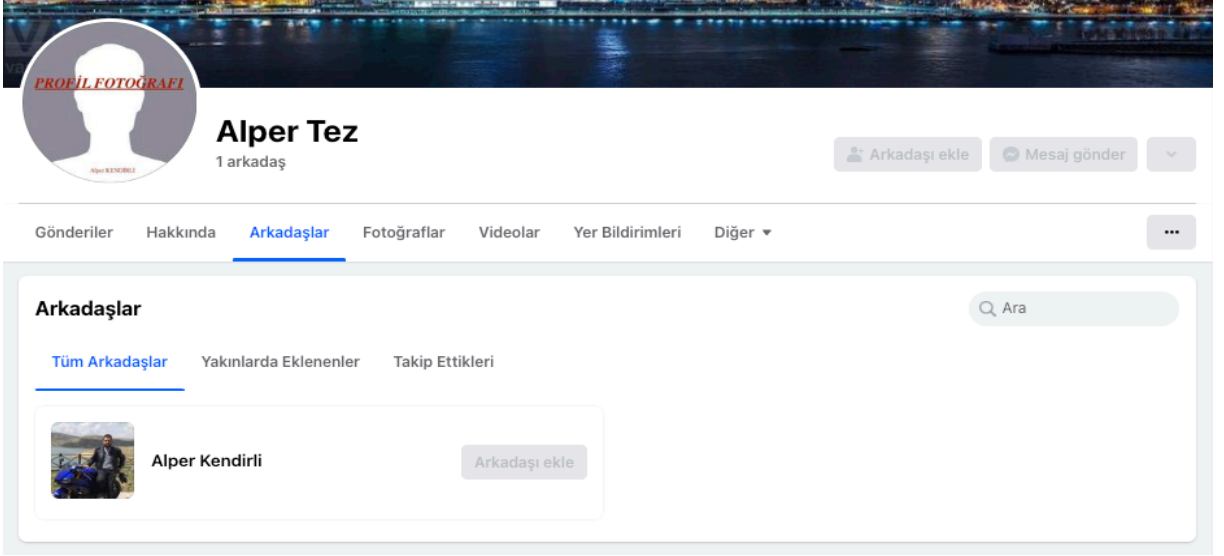 PROFİL FOTOĞRAFI
Alper KENDİRLİ
Alper Tez
1 arkadaş
Arkadaşı ekle
Mesaj gönder
Gönderiler Hakkında Arkadaşlar Fotoğraflar Videolar Yer Bildirimleri Diğer
Arkadaşlar
Ara
Tüm Arkadaşlar Yakınlarda Eklenenler Takip Ettikleri
Alper Kendirli
Arkadaşı ekle